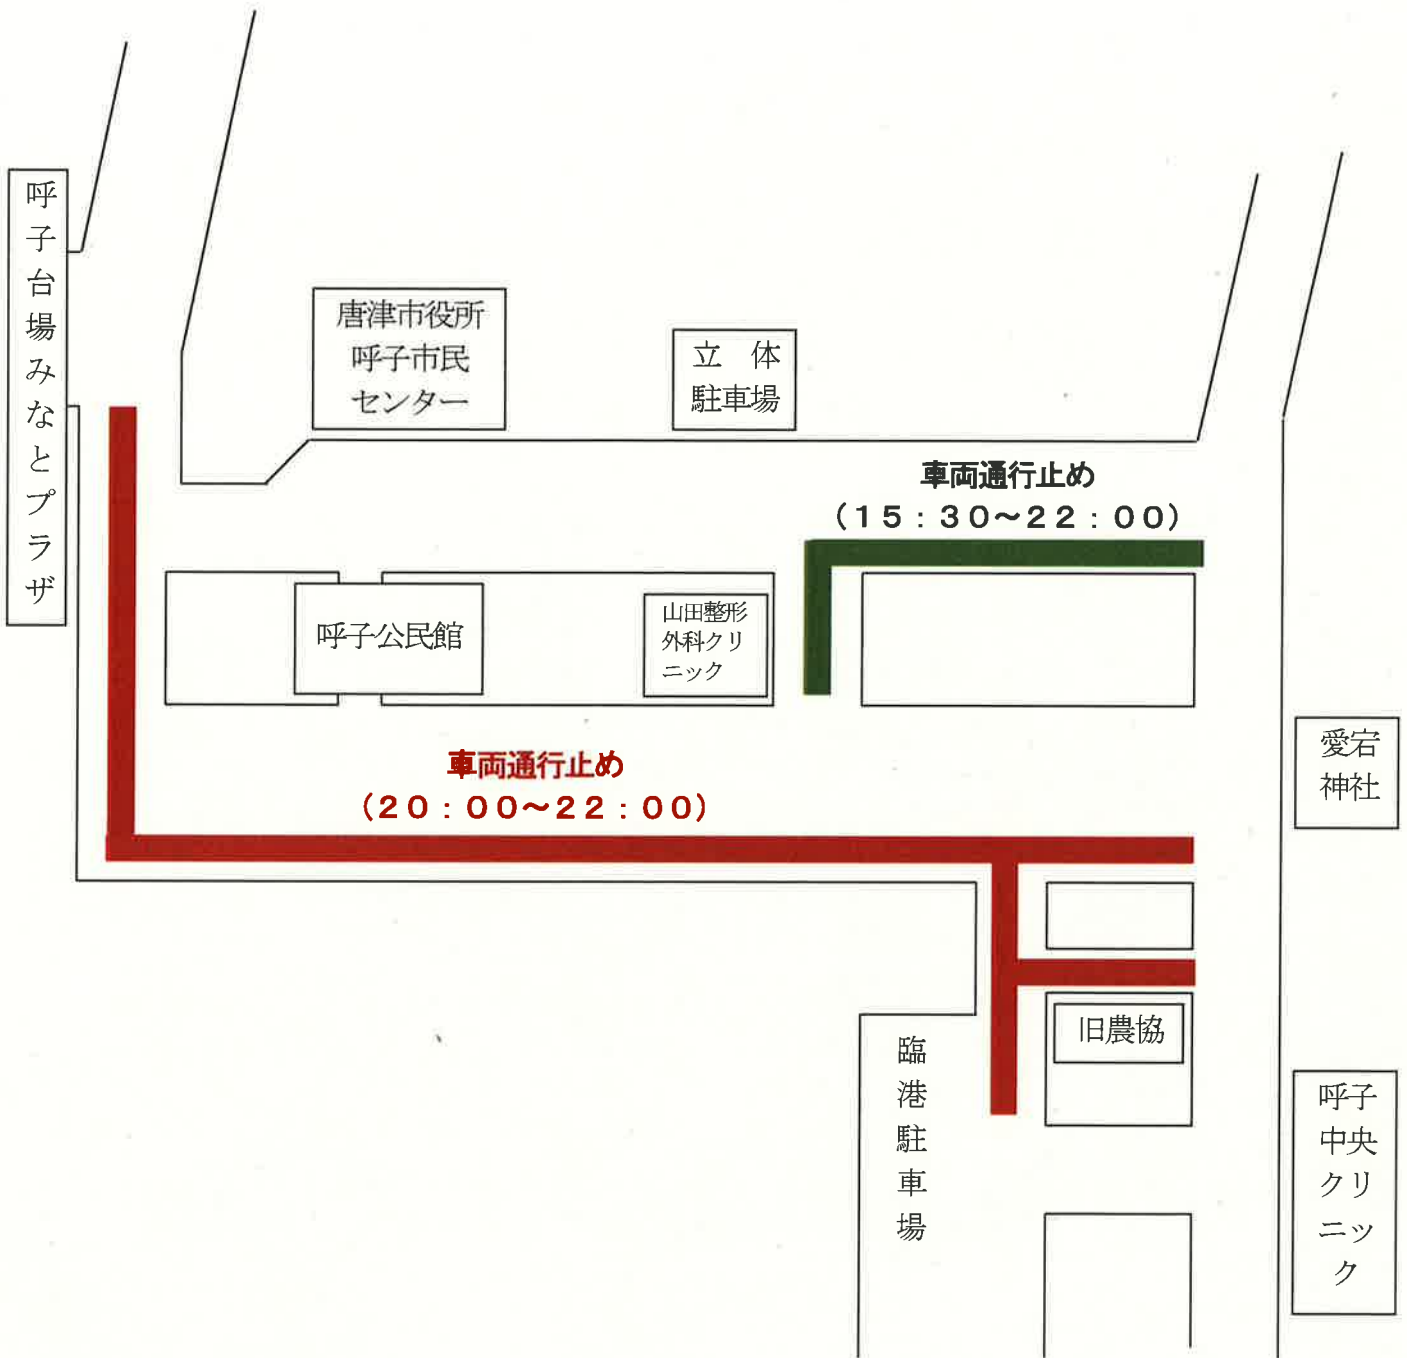 呼子台場みなとプラザ
唐津市役所
呼子市民
センター
立　体
駐車場
車両通行止め
（１５：３０～２２：００）
呼子公民館
山田整形
外科クリ
ニック
車両通行止め
（２０：００～２２：００）
愛宕
神社
旧農協
臨港駐車場
呼子
中央
クリ
ニッ
ク